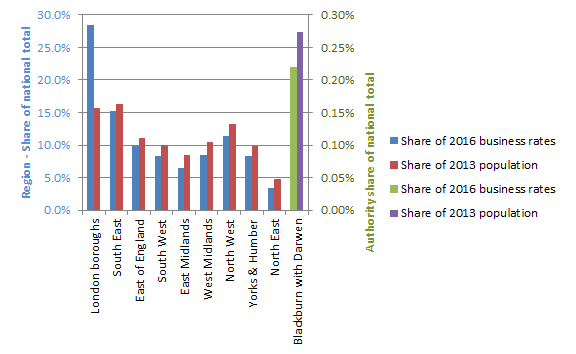 30.0%
25.0%
20.0%
15.0%
10.0%
5.0%
0.0%
Region - Share of national total
0.30%
0.25%
0.20%
0.15%
0.10%
0.05%
0.00%
Authority share of national total
London boroughs
South East
East of England
South West
East Midlands
West Midlands
North West
Yorks & Humber
North East
Blackburn with Darwen
Share of 2016 business rates
Share of 2013 population
Share of 2016 business rates
Share of 2013 population